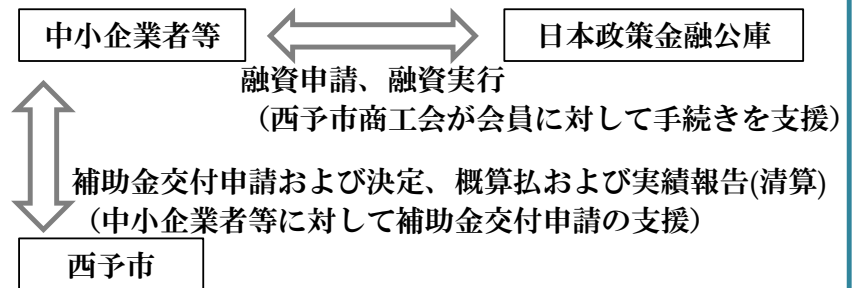 中小企業者等
日本政策金融公庫
融資申請、融資実行
（西予市商工会が会員に対して手続きを支援）
補助金交付申請および決定、概算払および実績報告(清算)
（中小企業者等に対して補助金交付申請の支援）
西予市